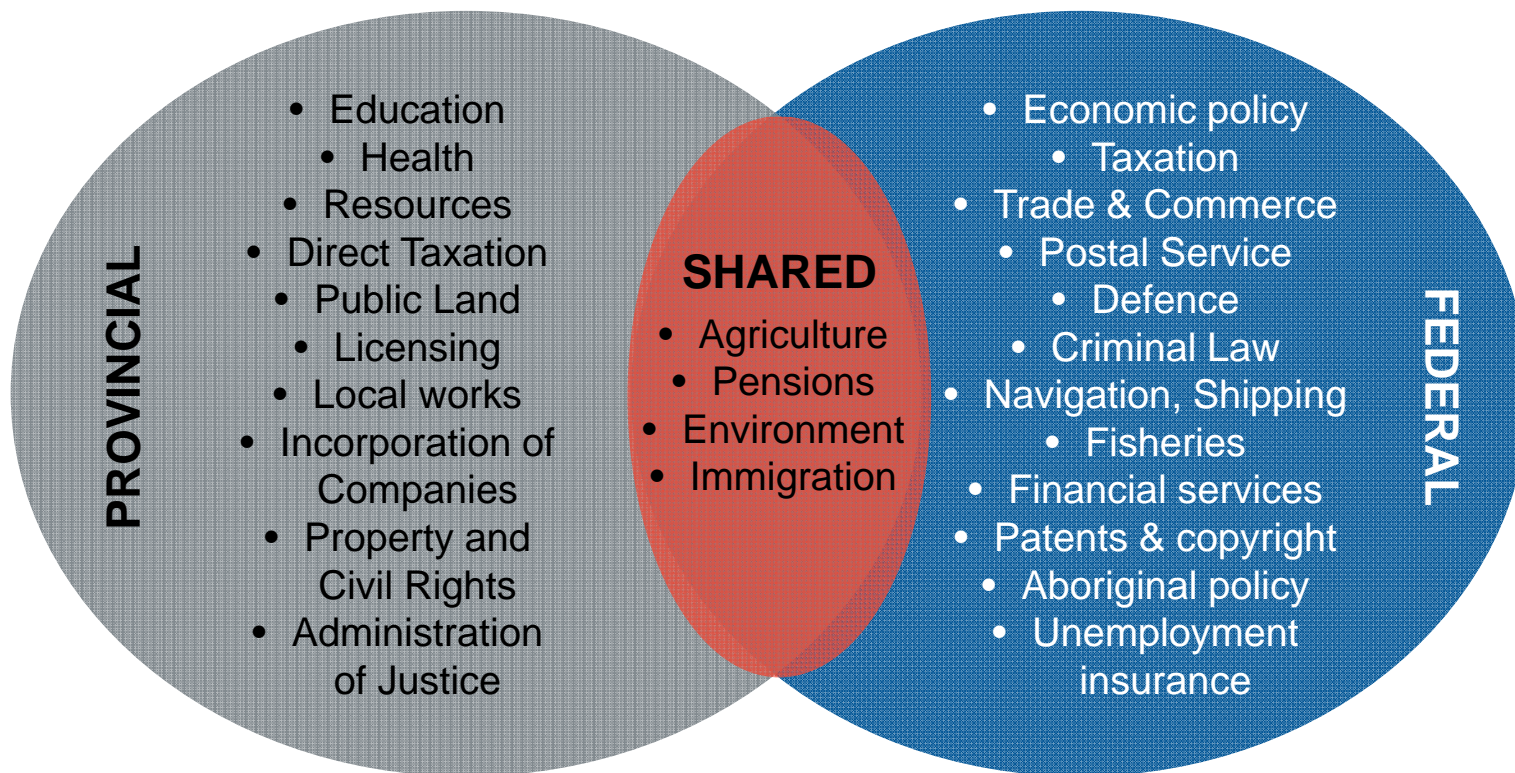 PROVINCIAL
• Education
• Health
• Resources
• Direct Taxation
• Public Land
• Licensing
• Local works
• Incorporation of
Companies
• Property and
Civil Rights
• Administration
of Justice
SHARED
• Agriculture
• Pensions
• Environment
• Immigration
• Economic policy
• Taxation
• Trade & Commerce
• Postal Service
• Defence
• Criminal Law
• Navigation, Shipping
• Fisheries
• Financial services
• Patents & copyright
• Aboriginal policy
• Unemployment
insurance
FEDERAL